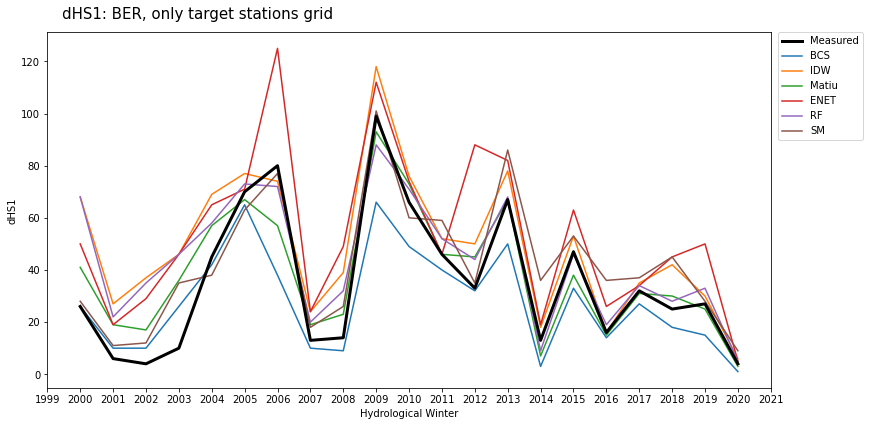 dHS1: BER, only target stations grid
Measured
BCS
IDW
Matiu
ENET
RF
SM
dHS1
120
100
80
60
40
20
0
1999 2000 2001 2002 2003 2004 2005 2006 2007 2008 2009 2010 2011 2012 2013 2014 2015 2016 2017 2018 2019 2020 2021
Hydrological Winter